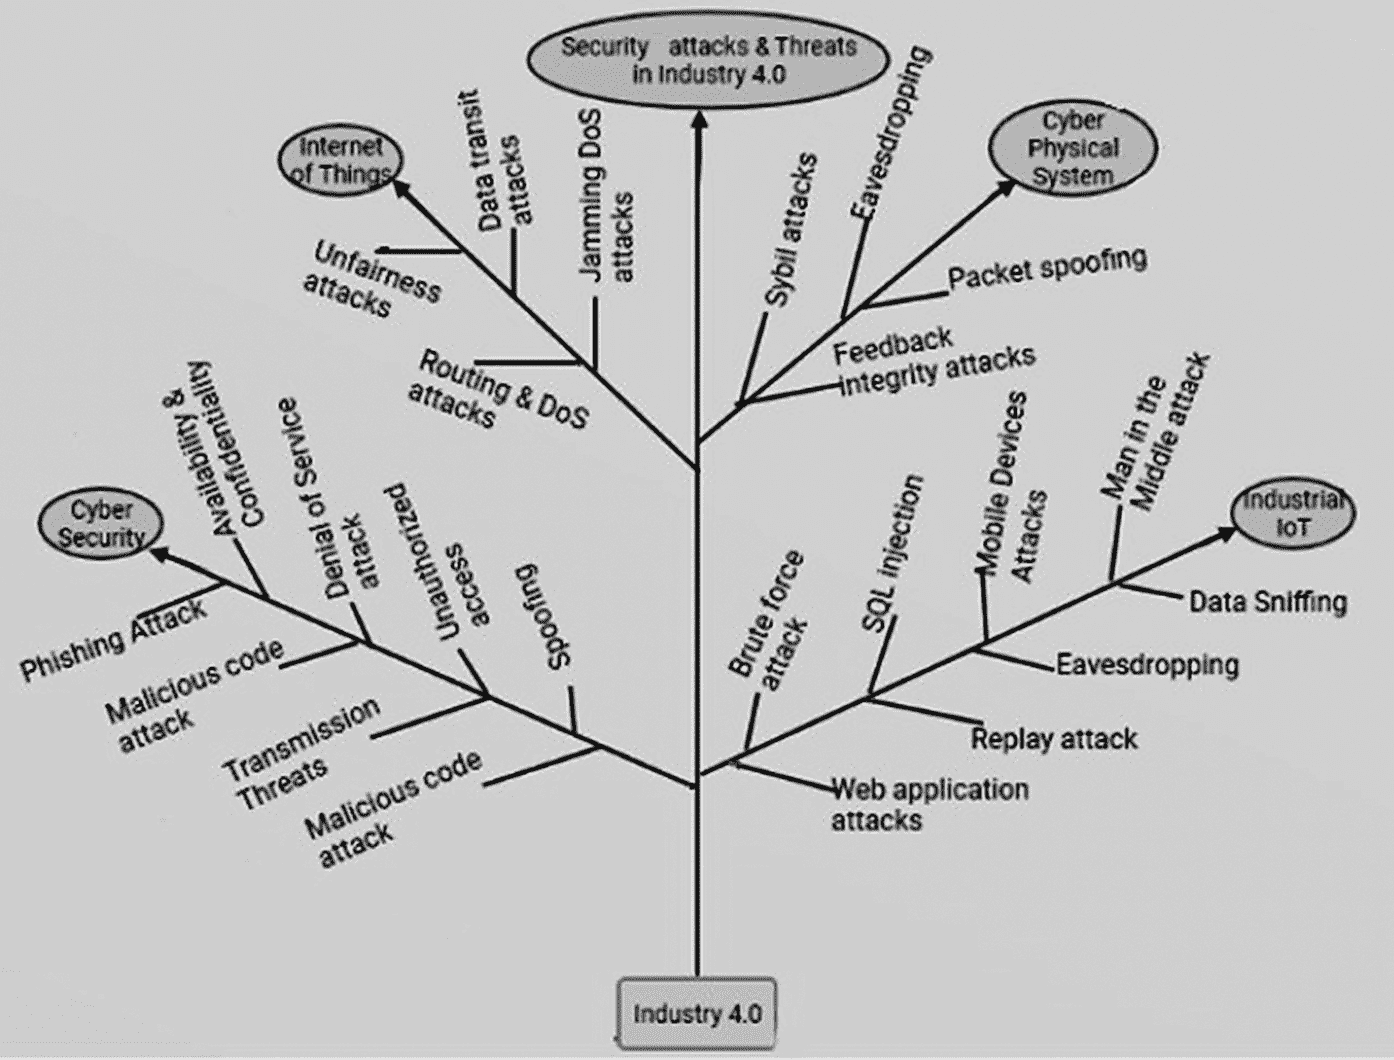 Security attacks & Threats
in Industry 4.0
Internet
of Things
Data transit
attacks
Jamming DoS
attacks
Unfairness
attacks
Routing & DoS
attacks
Cyber
Physical
System
Sybil attacks
Eavesdropping
Packet spoofing
Feedback
integrity attacks
Cyber
Security
Availability &
Confidentiality
Denial of Service
attack
Unauthorized
access
Spoofing
Phishing Attack
Malicious code
attack
Transmission
Threats
Malicious code
attack
Industrial
IoT
Brute force
attack
SQL injection
Mobile Devices
Attacks
Man in the
Middle attack
Data Sniffing
Eavesdropping
Replay attack
Web application
attacks
Industry 4.0